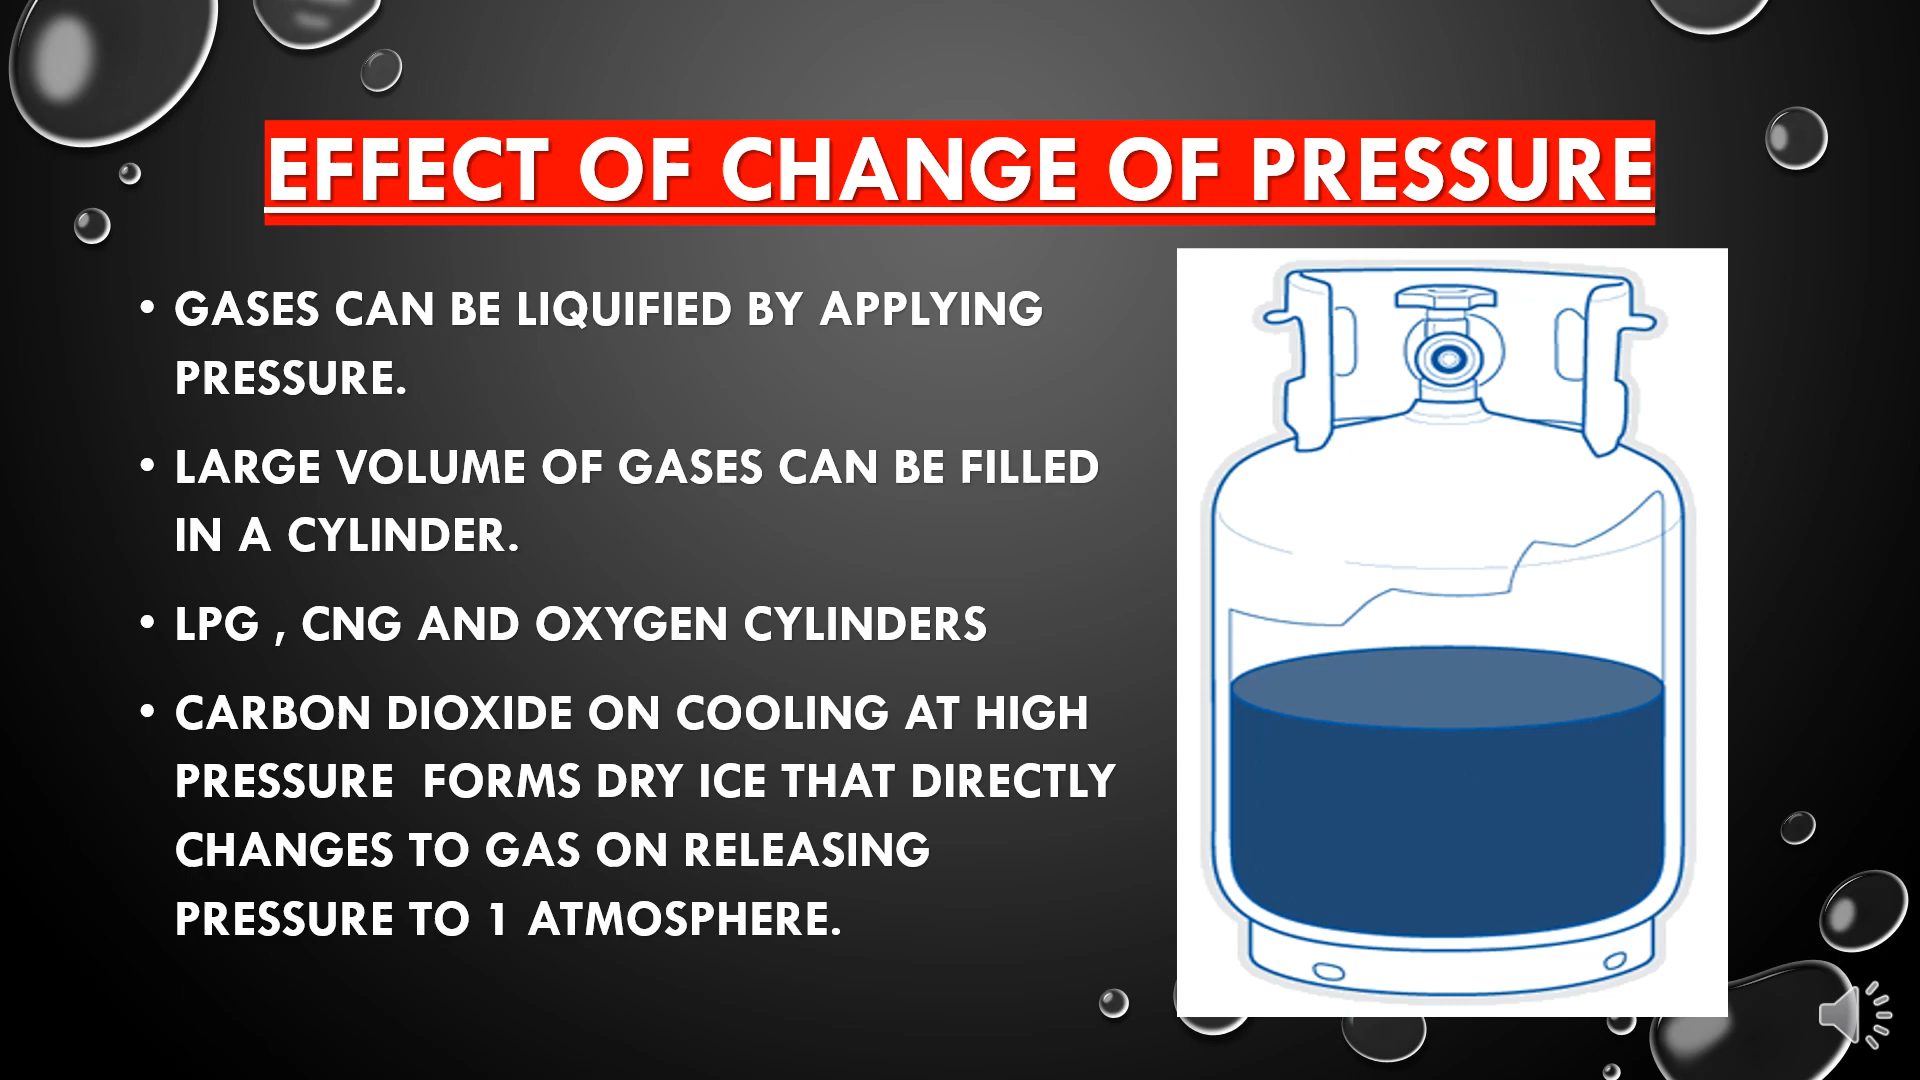 EFFECT OF CHANGE OF PRESSURE
• GASES CAN BE LIQUIFIED BY APPLYING
PRESSURE.
• LARGE VOLUME OF GASES CAN BE FILLED
IN A CYLINDER.
• LPG , CNG AND OXYGEN CYLINDERS
• CARBON DIOXIDE ON COOLING AT HIGH
PRESSURE  FORMS DRY ICE THAT DIRECTLY
CHANGES TO GAS ON RELEASING
PRESSURE TO 1 ATMOSPHERE.